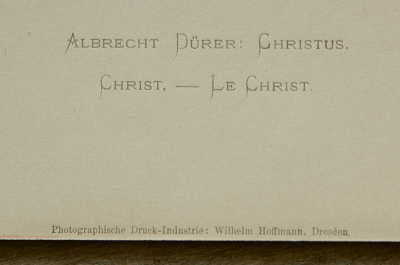 Albrecht Dürer: Christus.
Christ. — Le Christ.
Photographische Druck-Industrie: Wilhelm Hoffmann, Dresden.